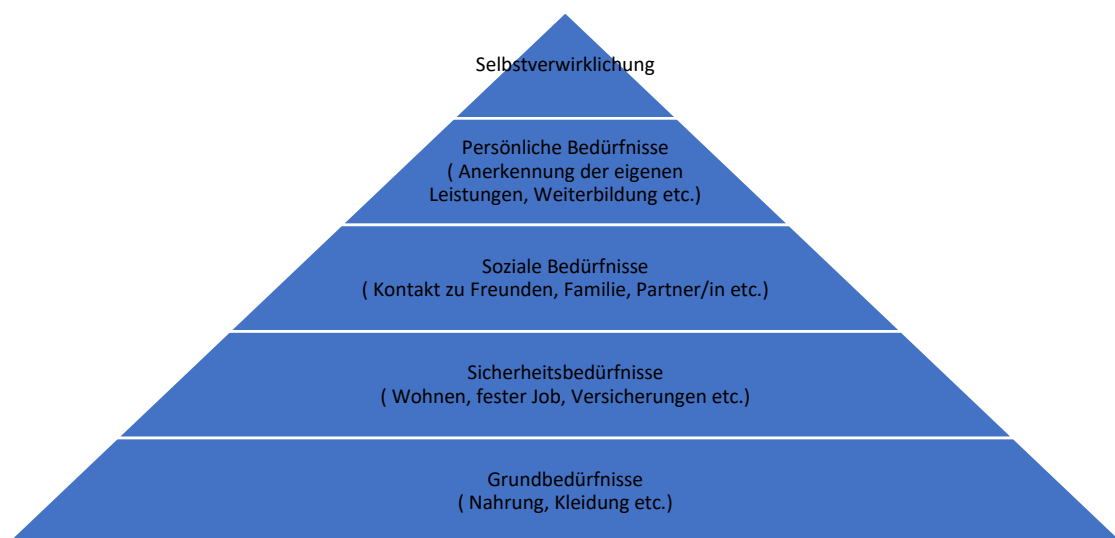 Selbstverwirklichung
Persönliche Bedürfnisse
( Anerkennung der eigenen
Leistungen, Weiterbildung etc.)
Soziale Bedürfnisse
( Kontakt zu Freunden, Familie, Partner/in etc.)
Sicherheitsbedürfnisse
( Wohnen, fester Job, Versicherungen etc.)
Grundbedürfnisse
( Nahrung, Kleidung etc.)